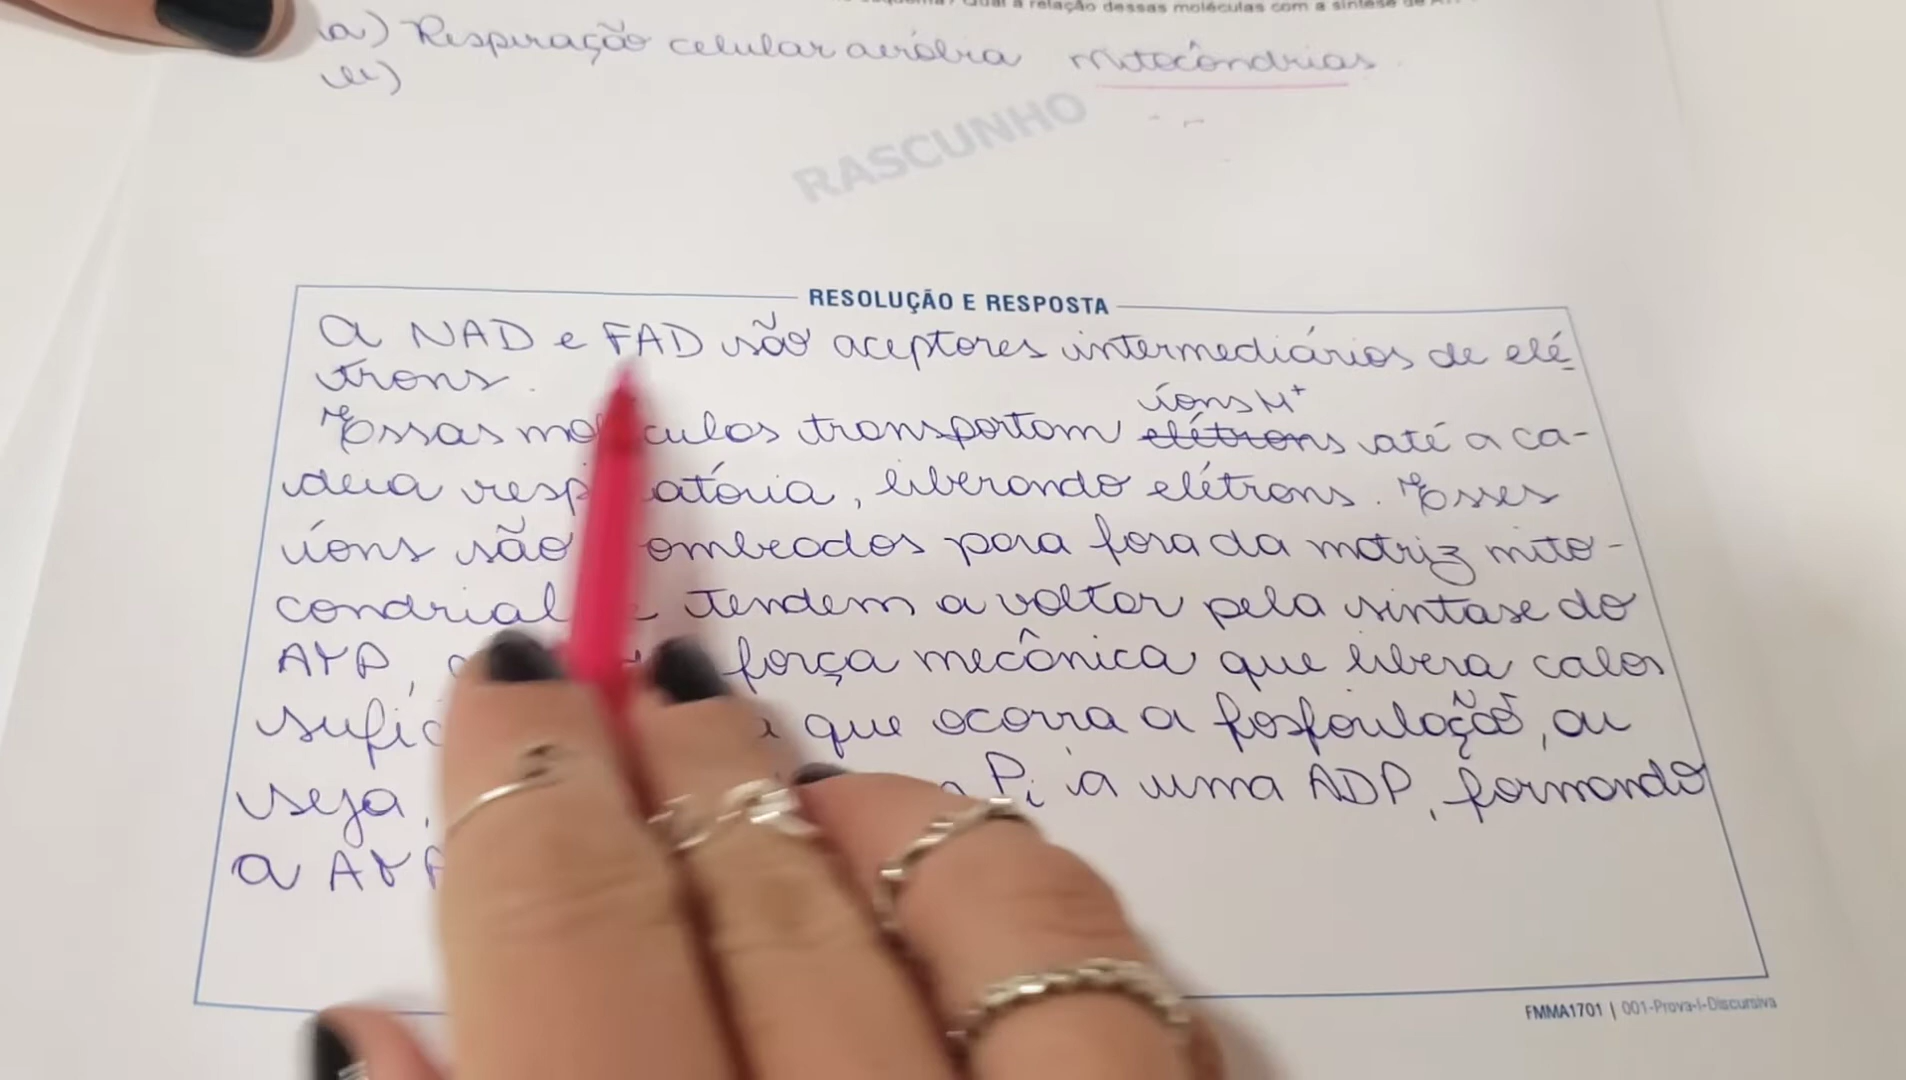 esquema? Qual a relação dessas moléculas com a síntese de
a) Respiração celular aeróbia mitocôndrias.
RASCUNHO
RESOLUÇÃO E RESPOSTA
a NAD e FAD são aceptores intermediários de elé
trons.
íons H+
Essas moléculas transportam elétrons até a ca-
deia respiratória, liberando elétrons. Esses
íons são bombeados para fora da matriz mito-
condrial tendem a voltar pela sintase do
ATP, força mecânica que libera calor
que ocorra a fosforilação, ou
seja, Pi a uma ADP, formando
a ATP
FMMA1701 | 001-Prova-I-Discursiva